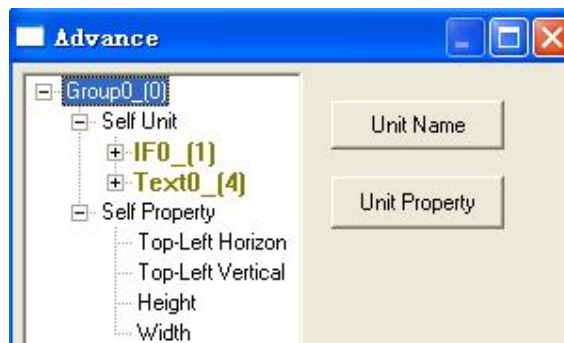 Advance
Group0_(0)
Self Unit
IF0_(1)
Text0_(4)
Self Property
Top-Left Horizon
Top-Left Vertical
Height
Width
Unit Name
Unit Property